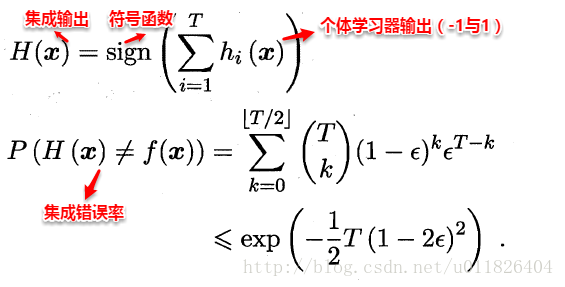 集成输出 符号函数 个体学习器输出（-1与1）
H(x) = sign(∑_{i=1}^{T} h_i(x))
P(H(x) ≠ f(x)) = ∑_{k=0}^{⌊T/2⌋} \binom{T}{k} (1 − ϵ)^k ϵ^{T−k}
集成错误率
⩽ exp(−\frac{1}{2}T(1 − 2ϵ)^2) .
http://blog.csdn.net/u011826404